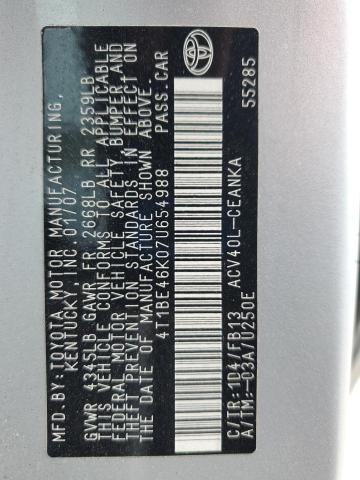 MFD.BY:TOYOTA MOTOR MANUFACTURING,
KENTUCKY,INC.01/07
GVWR 4345LB GAWR FR 2668LB RR 2359LB
THIS VEHICLE CONFORMS TO ALL APPLICABLE
FEDERAL MOTOR VEHICLE SAFETY, BUMPER,AND
THEFT PREVENTION STANDARDS IN EFFECT ON
THE DATE OF MANUFACTURE SHOWN ABOVE.
4T1BE46K07U654988 PASS.CAR
C/TR:1D4/FB13 ACV40L-CEANKA
A/TM:-03A/U250E 55285